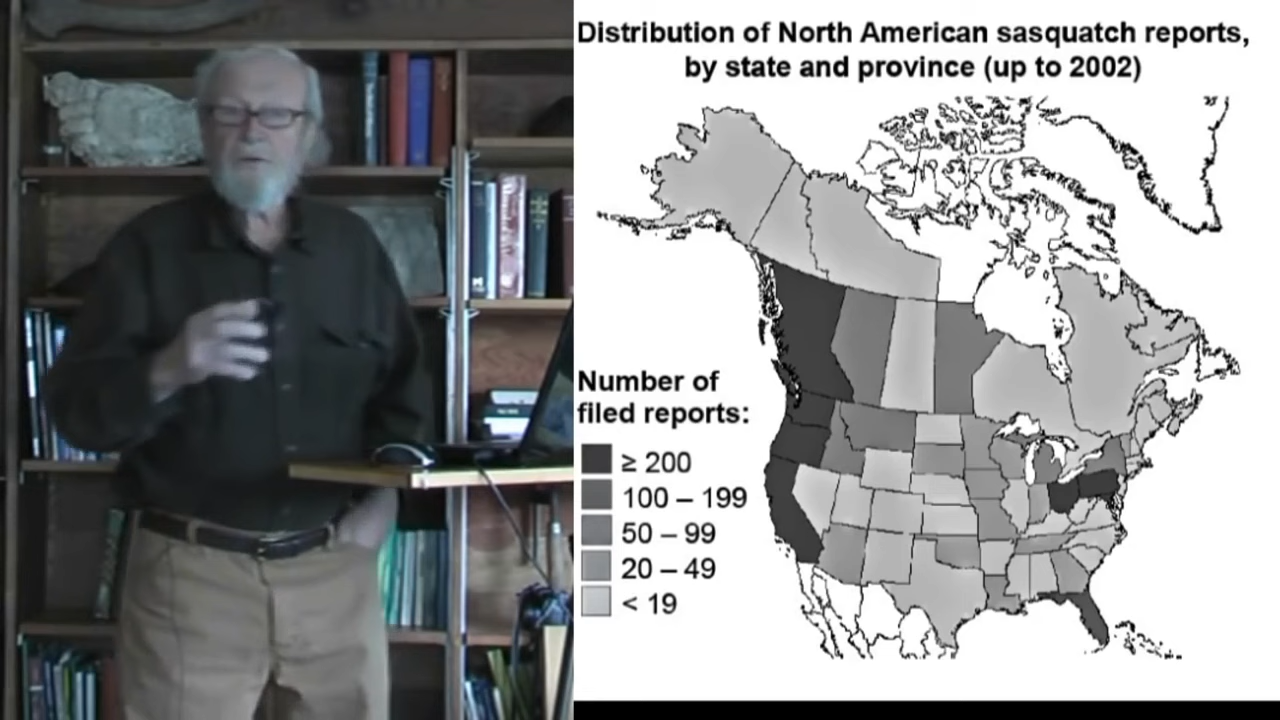 Distribution of North American sasquatch reports,
by state and province (up to 2002)
Number of
filed reports:
≥ 200
100 – 199
50 – 99
20 – 49
< 19